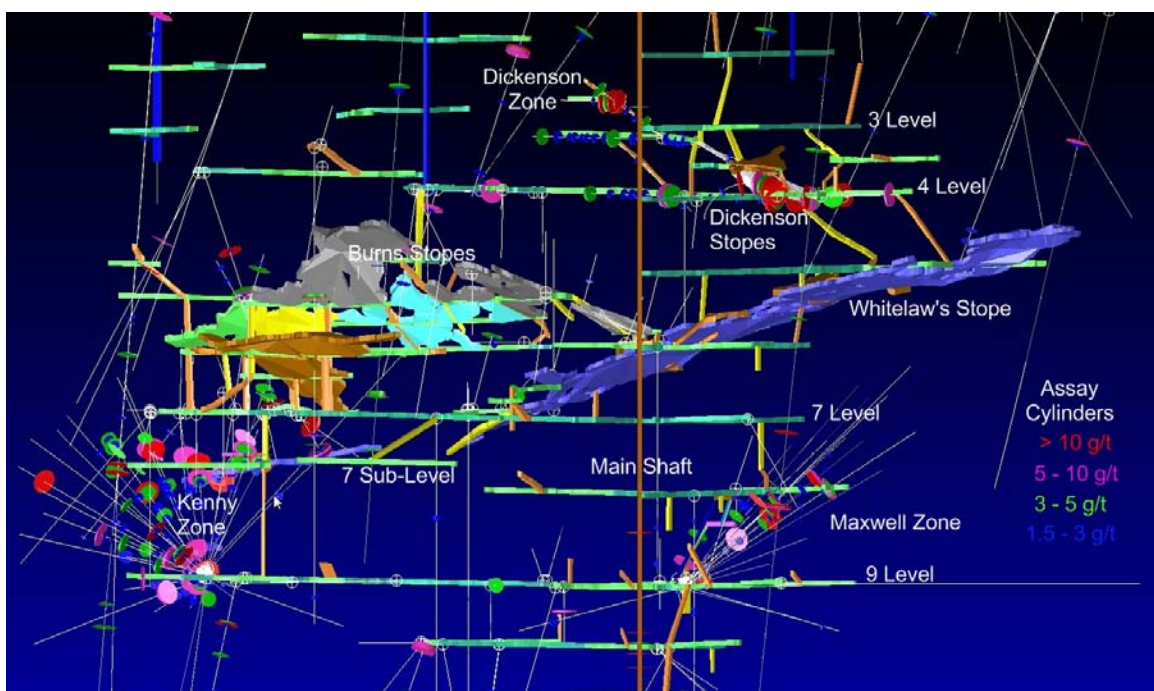 Dickenson
Zone
3 Level
4 Level
Dickenson
Stopes
Burns Stopes
Whitelaw's Stope
Assay
Cylinders
> 10 g/t
5 - 10 g/t
3 - 5 g/t
1.5 - 3 g/t
7 Level
7 Sub-Level
Main Shaft
Kenny
Zone
Maxwell Zone
9 Level